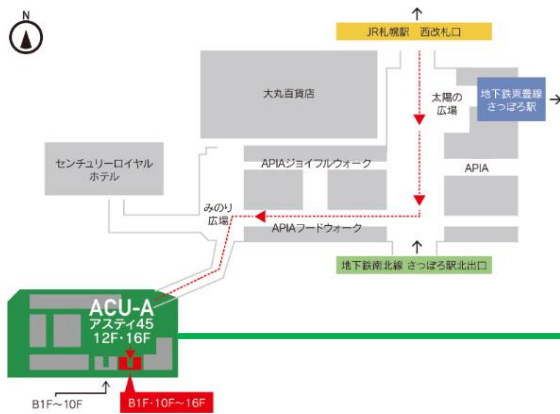 N
JR札幌駅 西改札口
大丸百貨店
太陽の
広場
地下鉄東豊線
さっぽろ駅
センチュリーロイヤル
ホテル
APIAジョイフルウォーク
APIA
みのり
広場
APIAフードウォーク
地下鉄南北線 さっぽろ駅北出口
ACU-A
アスティ45
12F・16F
B1F～10F
B1F・10F～16F